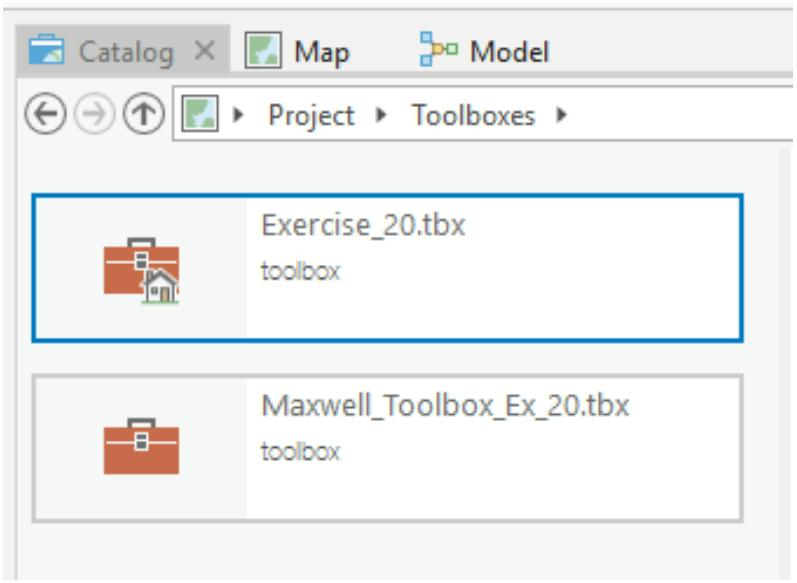 Catalog Map Model
Project Toolboxes
Exercise_20.tbx
toolbox
Maxwell_Toolbox_Ex_20.tbx
toolbox